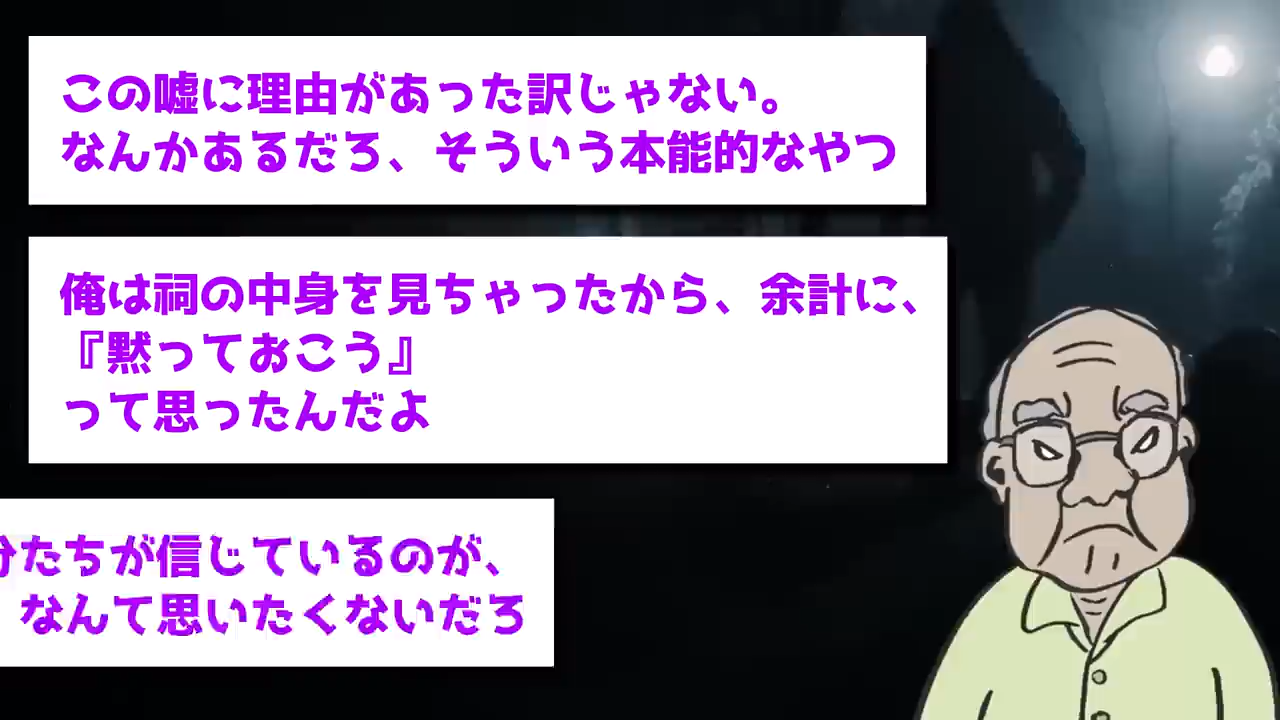 この嘘に理由があった訳じゃない。
なんかあるだろ、そういう本能的なやつ
俺は祠の中身を見ちゃったから、余計に、
『黙っておこう』
って思ったんだよ
たちが信じているのが、
なんて思いたくないだろ